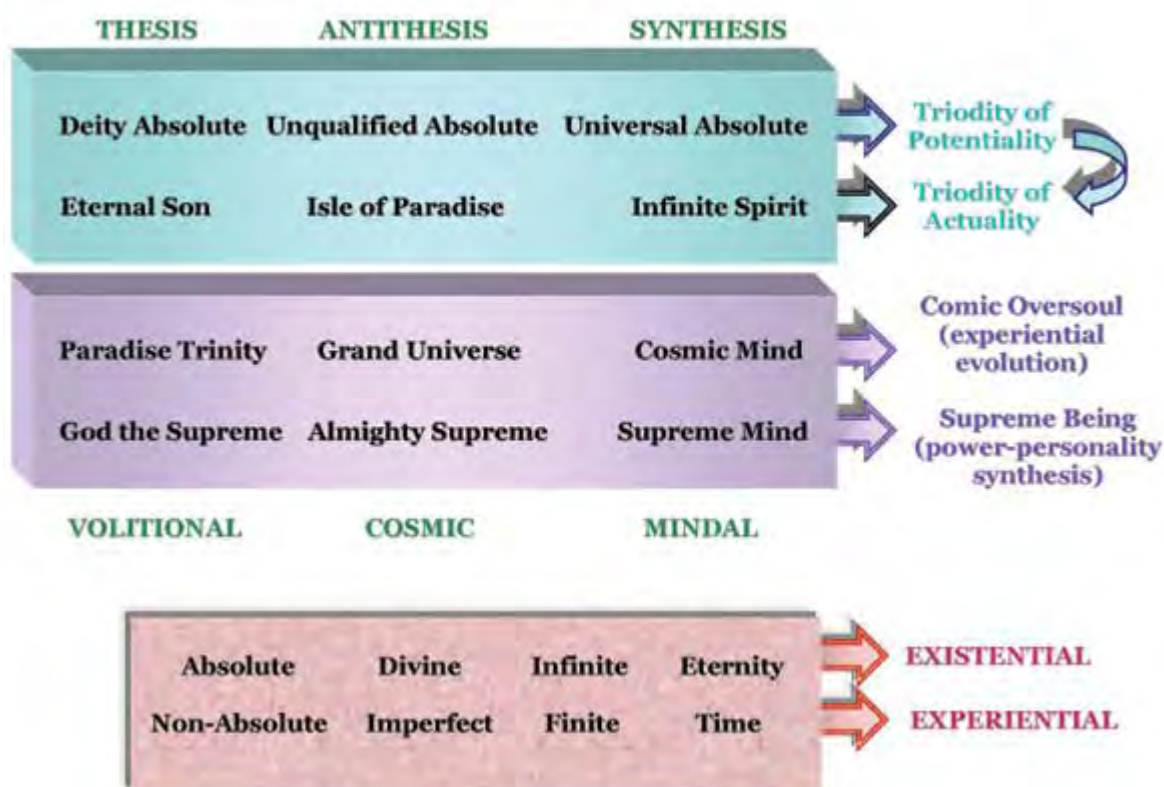 THESIS ANTITHESIS SYNTHESIS
Deity Absolute Unqualified Absolute Universal Absolute
Triodity of
Potentiality
Eternal Son Isle of Paradise Infinite Spirit
Triodity of
Actuality
Paradise Trinity Grand Universe Cosmic Mind
Comic Oversoul
(experiential
evolution)
God the Supreme Almighty Supreme Supreme Mind
Supreme Being
(power-personality
synthesis)
VOLITIONAL COSMIC MINDAL
Absolute Divine Infinite Eternity
EXISTENTIAL
Non-Absolute Imperfect Finite Time
EXPERIENTIAL